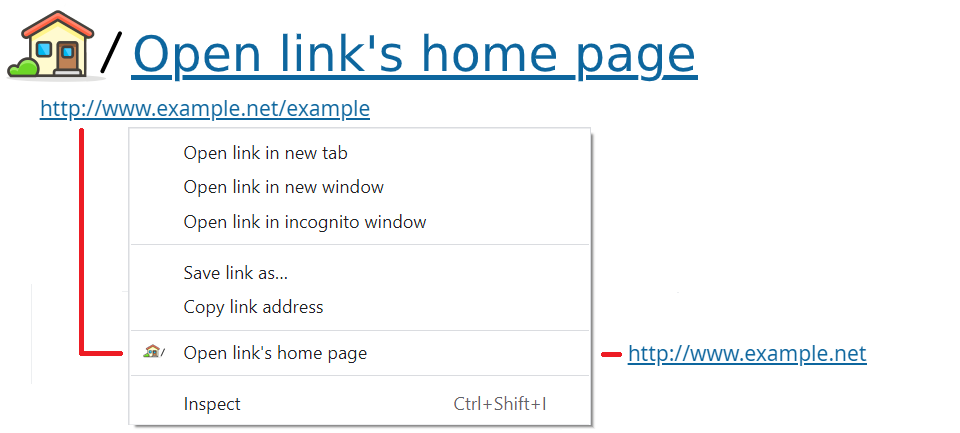 / Open link's home page
http://www.example.net/example
Open link in new tab
Open link in new window
Open link in incognito window
Save link as...
Copy link address
Open link's home page
http://www.example.net
Inspect Ctrl+Shift+I